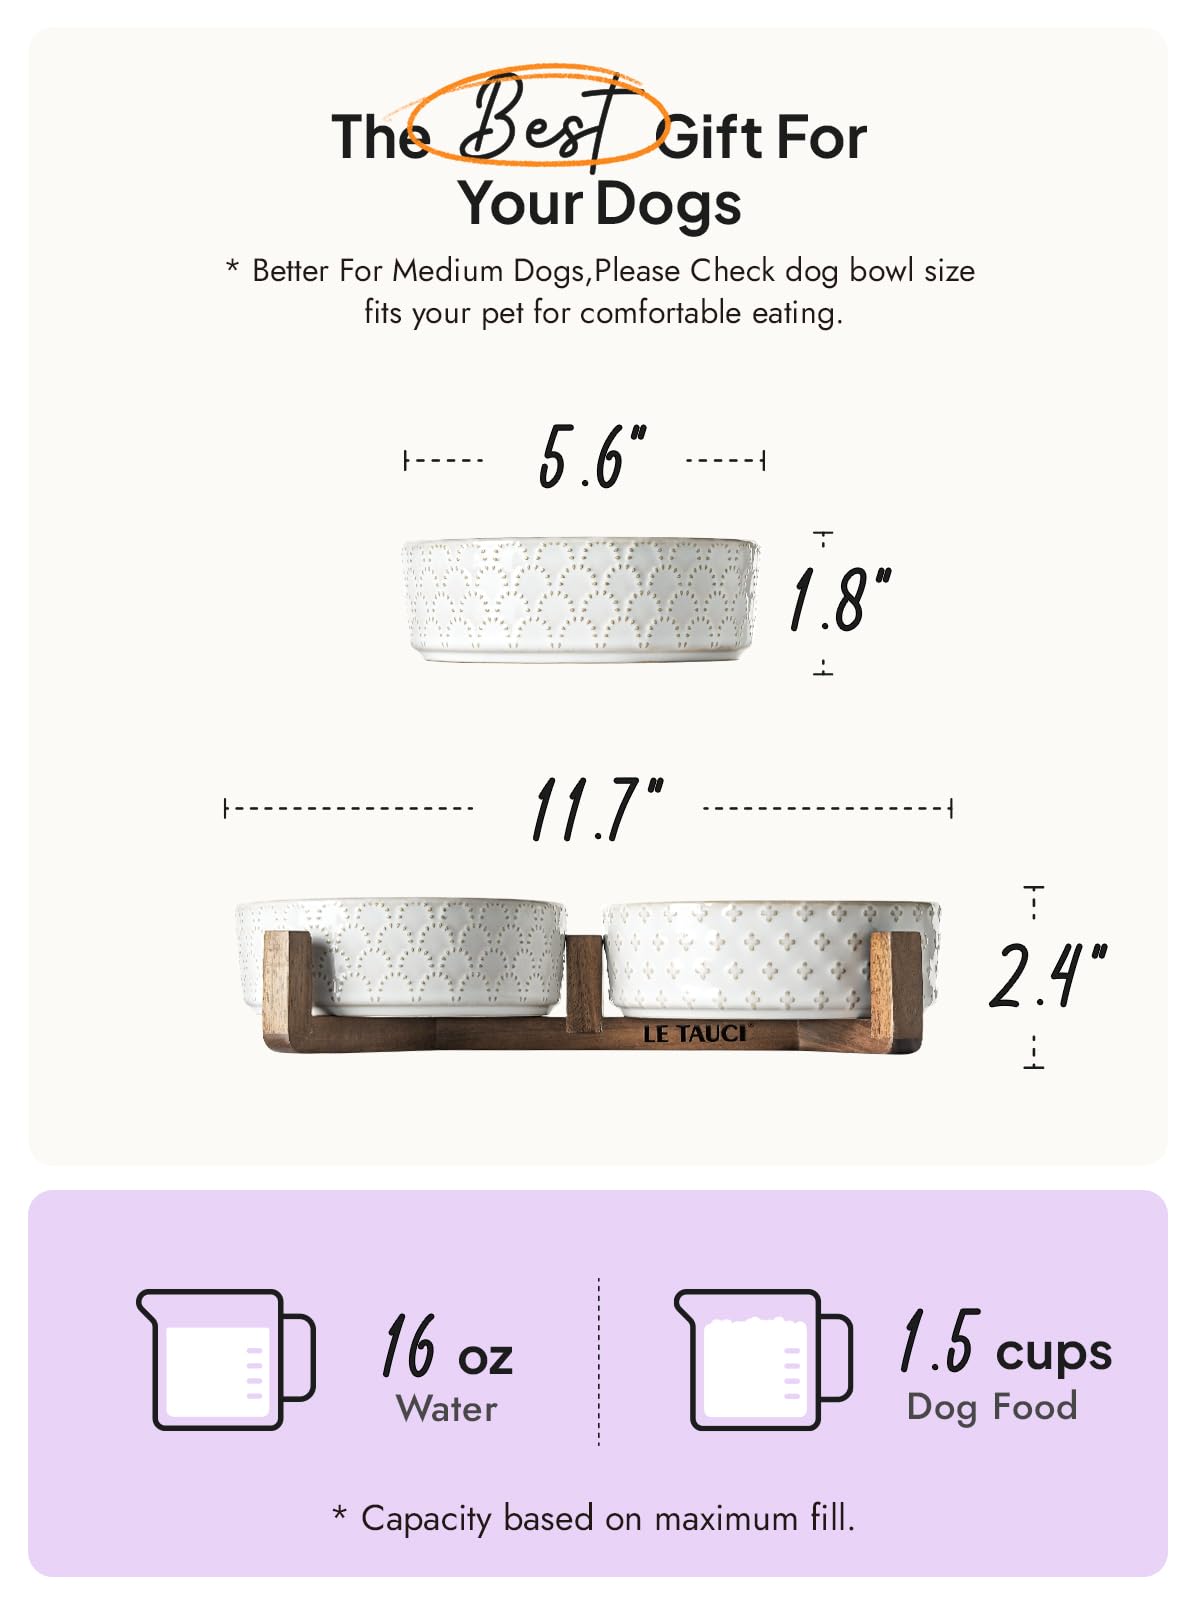 The Best Gift For
Your Dogs
* Better For Medium Dogs,Please Check dog bowl size
fits your pet for comfortable eating.
5.6"
1.8"
11.7"
2.4"
LE TAUCI
16 oz
Water
1.5 cups
Dog Food
* Capacity based on maximum fill.